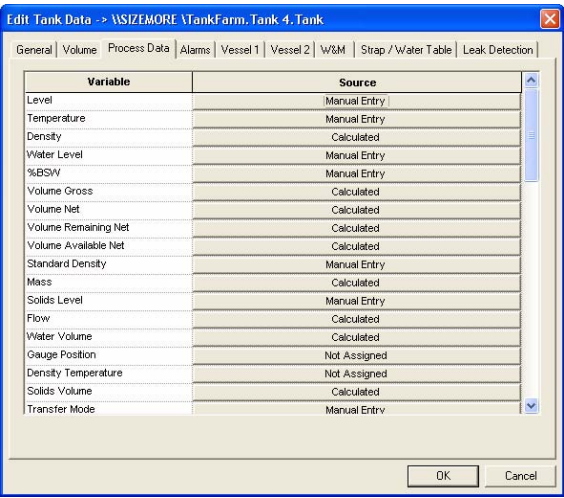 Edit Tank Data -> \\SIZEMORE \TankFarm.Tank 4.Tank
General Volume Process Data Alarms Vessel 1 Vessel 2 W&M Strap / Water Table Leak Detection
Variable Source
Level Manual Entry
Temperature Manual Entry
Density Calculated
Water Level Manual Entry
%BSW Manual Entry
Volume Gross Calculated
Volume Net Calculated
Volume Remaining Net Calculated
Volume Available Net Calculated
Standard Density Manual Entry
Mass Calculated
Solids Level Manual Entry
Flow Calculated
Water Volume Calculated
Gauge Position Not Assigned
Density Temperature Not Assigned
Solids Volume Calculated
Transfer Mode Manual Entry
OK Cancel